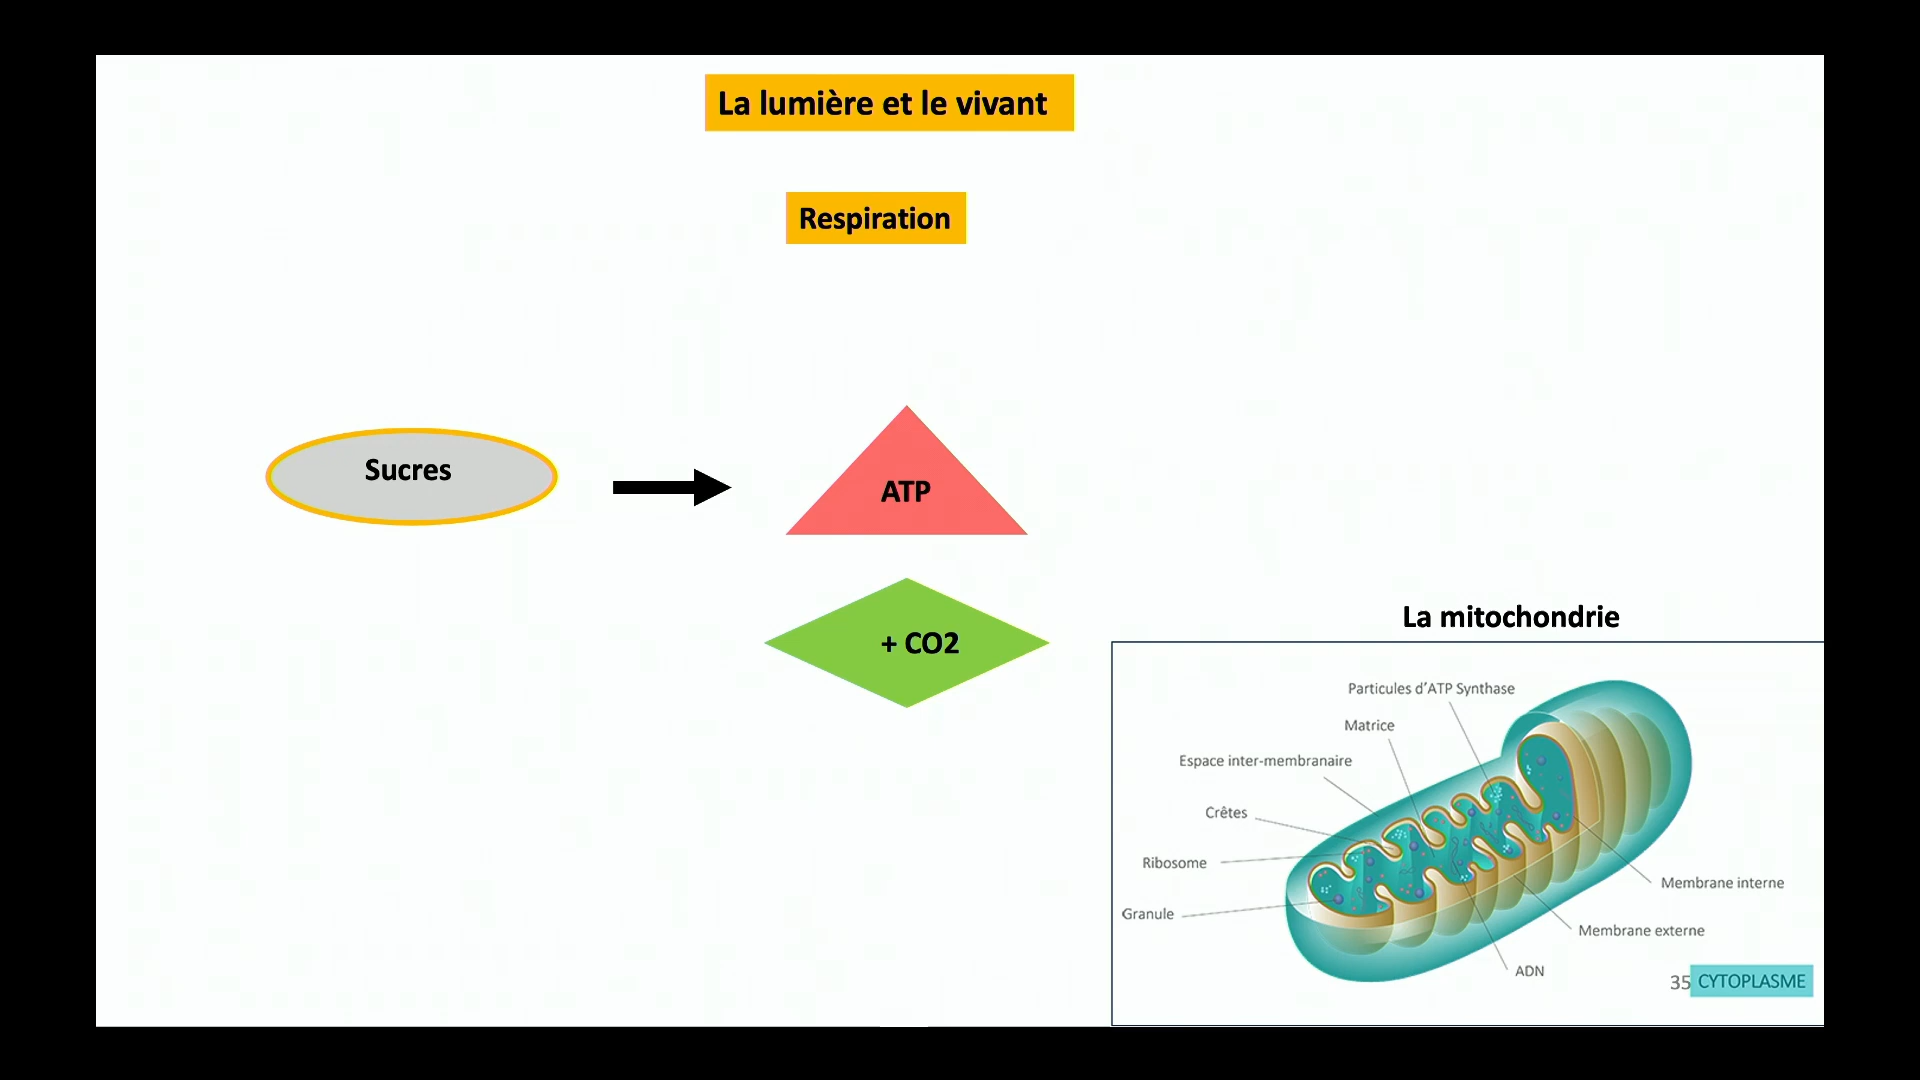 La lumière et le vivant
Respiration
Sucres
ATP
+ CO2
La mitochondrie
Particules d'ATP Synthase
Matrice
Espace inter-membranaire
Crêtes
Ribosome
Granule
Membrane interne
Membrane externe
ADN
35
CYTOPLASME